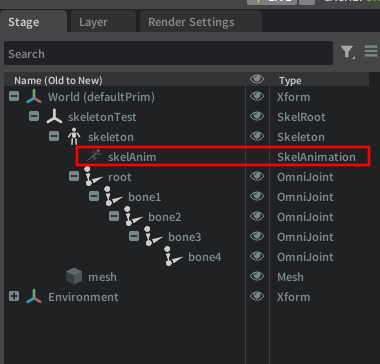 Stage Layer Render Settings
Search
Name (Old to New) Type
World (defaultPrim) Xform
skeletonTest SkelRoot
skeleton Skeleton
skelAnim SkelAnimation
root OmniJoint
bone1 OmniJoint
bone2 OmniJoint
bone3 OmniJoint
bone4 OmniJoint
mesh Mesh
Environment Xform